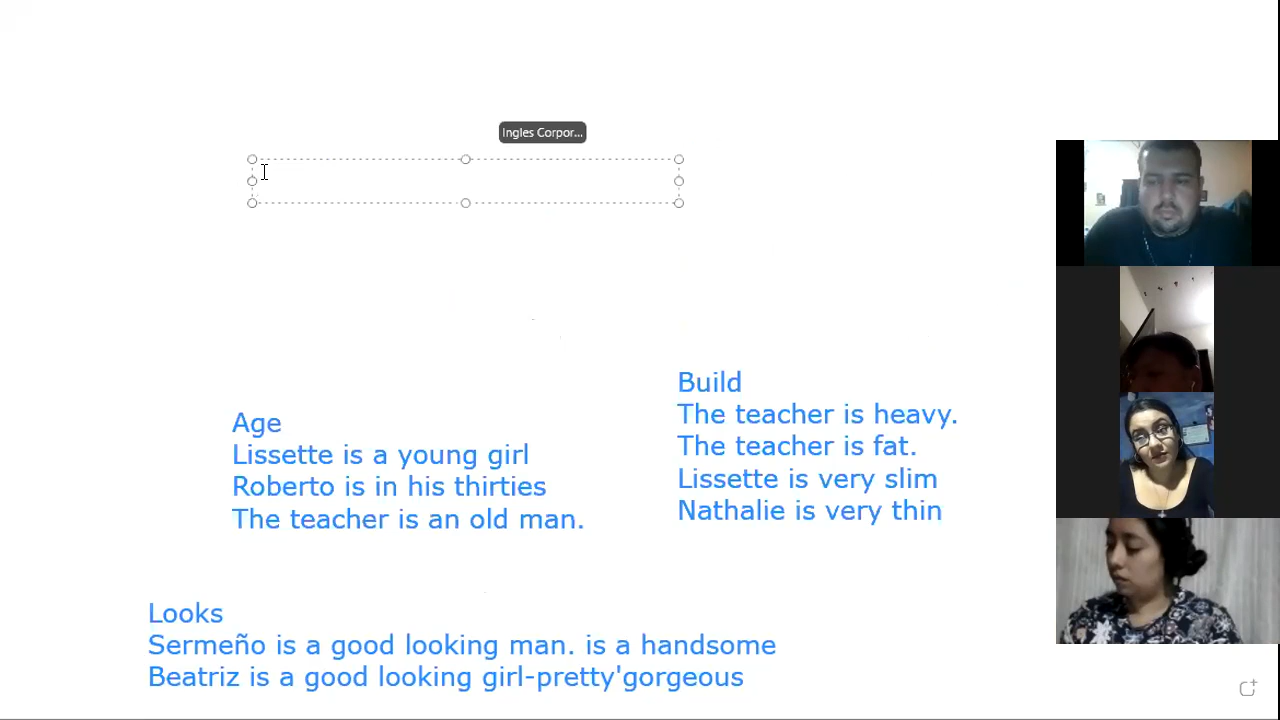 Ingles Corpor...
Age
Lissette is a young girl
Roberto is in his thirties
The teacher is an old man.
Build
The teacher is heavy.
The teacher is fat.
Lissette is very slim
Nathalie is very thin
Looks
Sermeño is a good looking man. is a handsome
Beatriz is a good looking girl-pretty'gorgeous